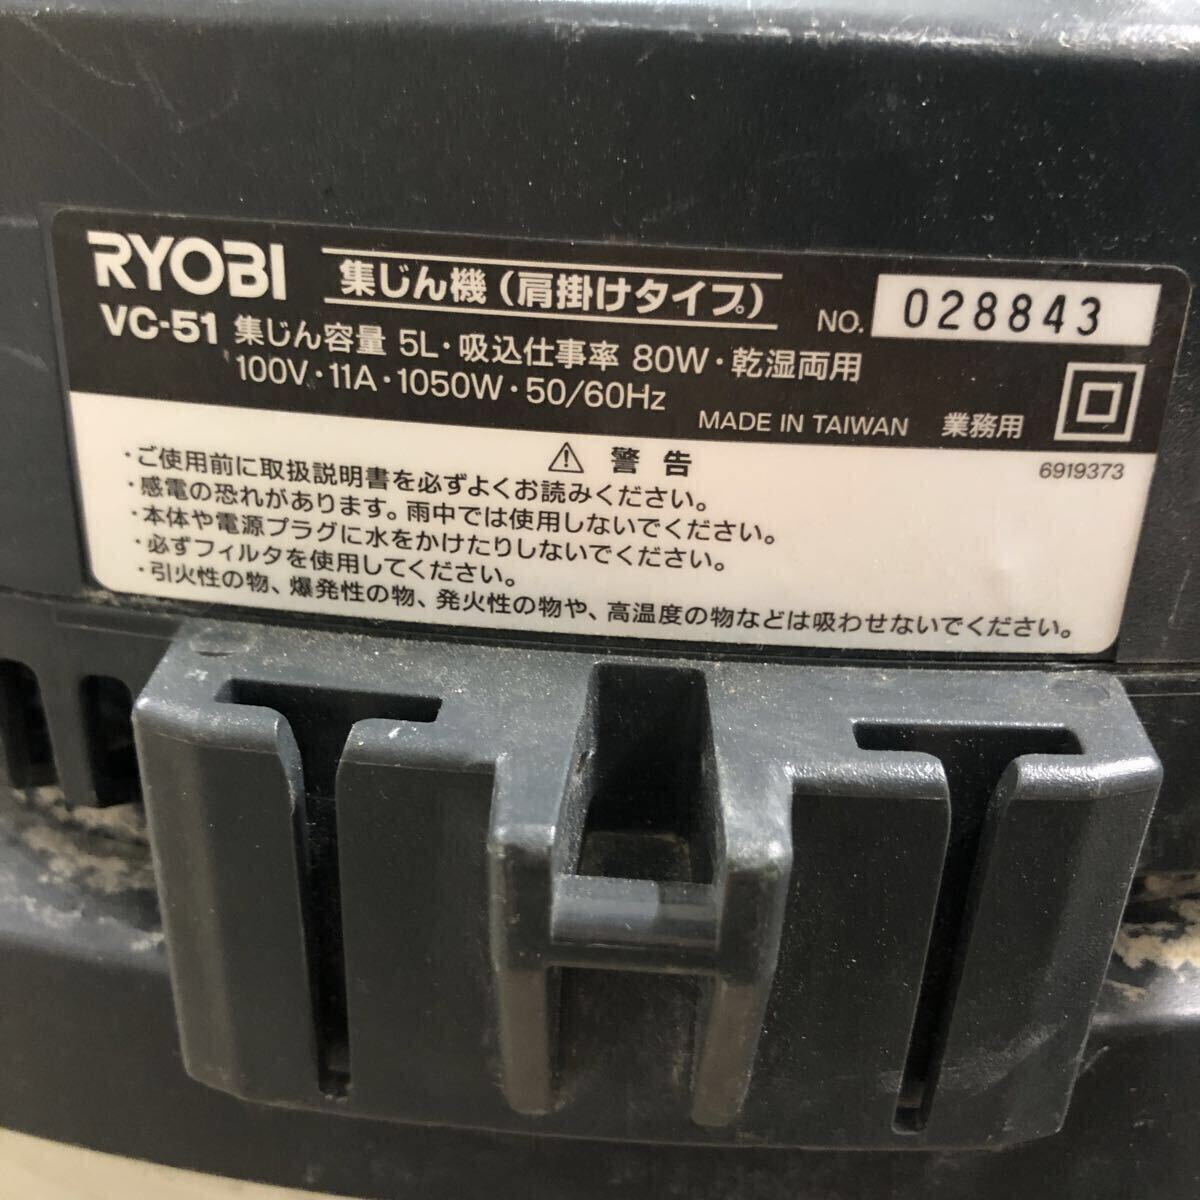 RYOBI 集じん機（肩掛けタイプ） NO. 028843
VC-51 集じん容量 5L・吸込仕事率 80W・乾湿両用
100V・11A・1050W・50/60Hz
MADE IN TAIWAN 業務用
6919373
⚠ 警告
・ご使用前に取扱説明書を必ずよくお読みください。
・感電の恐れがあります。雨中では使用しないでください。
・本体や電源プラグに水をかけたりしないでください。
・必ずフィルタを使用してください。
・引火性の物、爆発性の物、発火性の物や、高温度の物などは吸わせないでください。